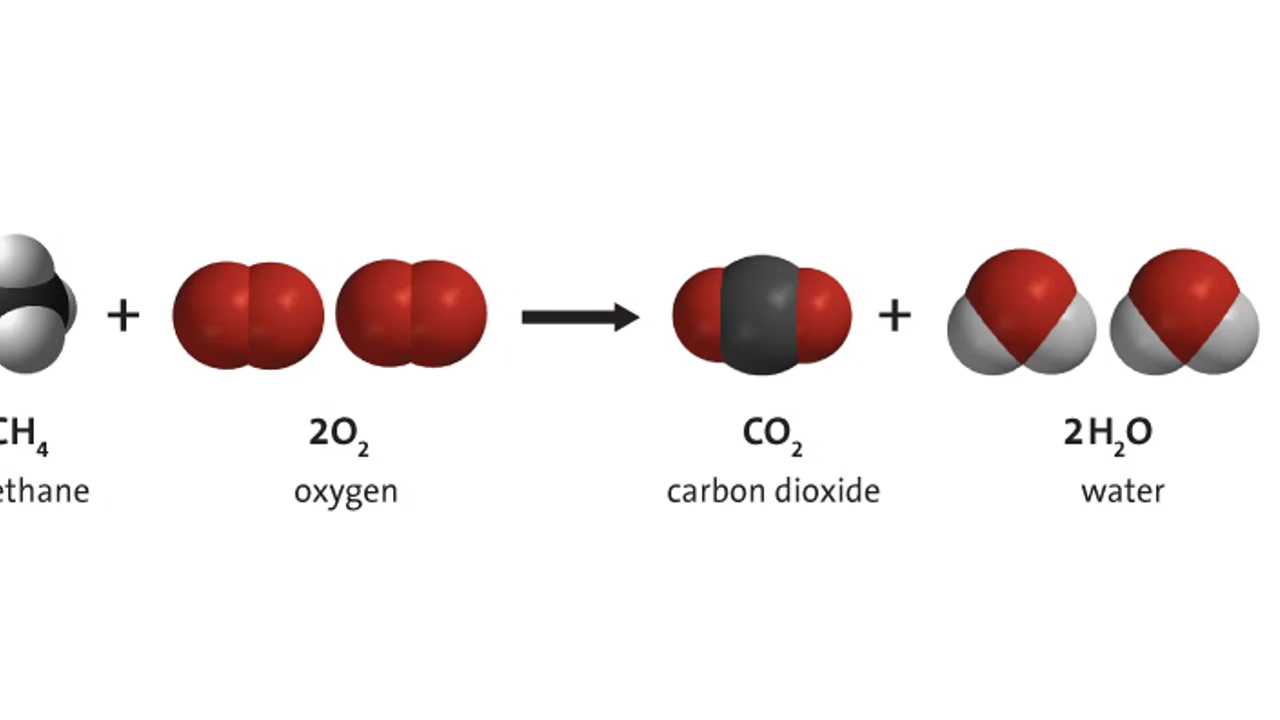 + + 
CH₄ 2O₂ CO₂ 2H₂O
ethane oxygen carbon dioxide water